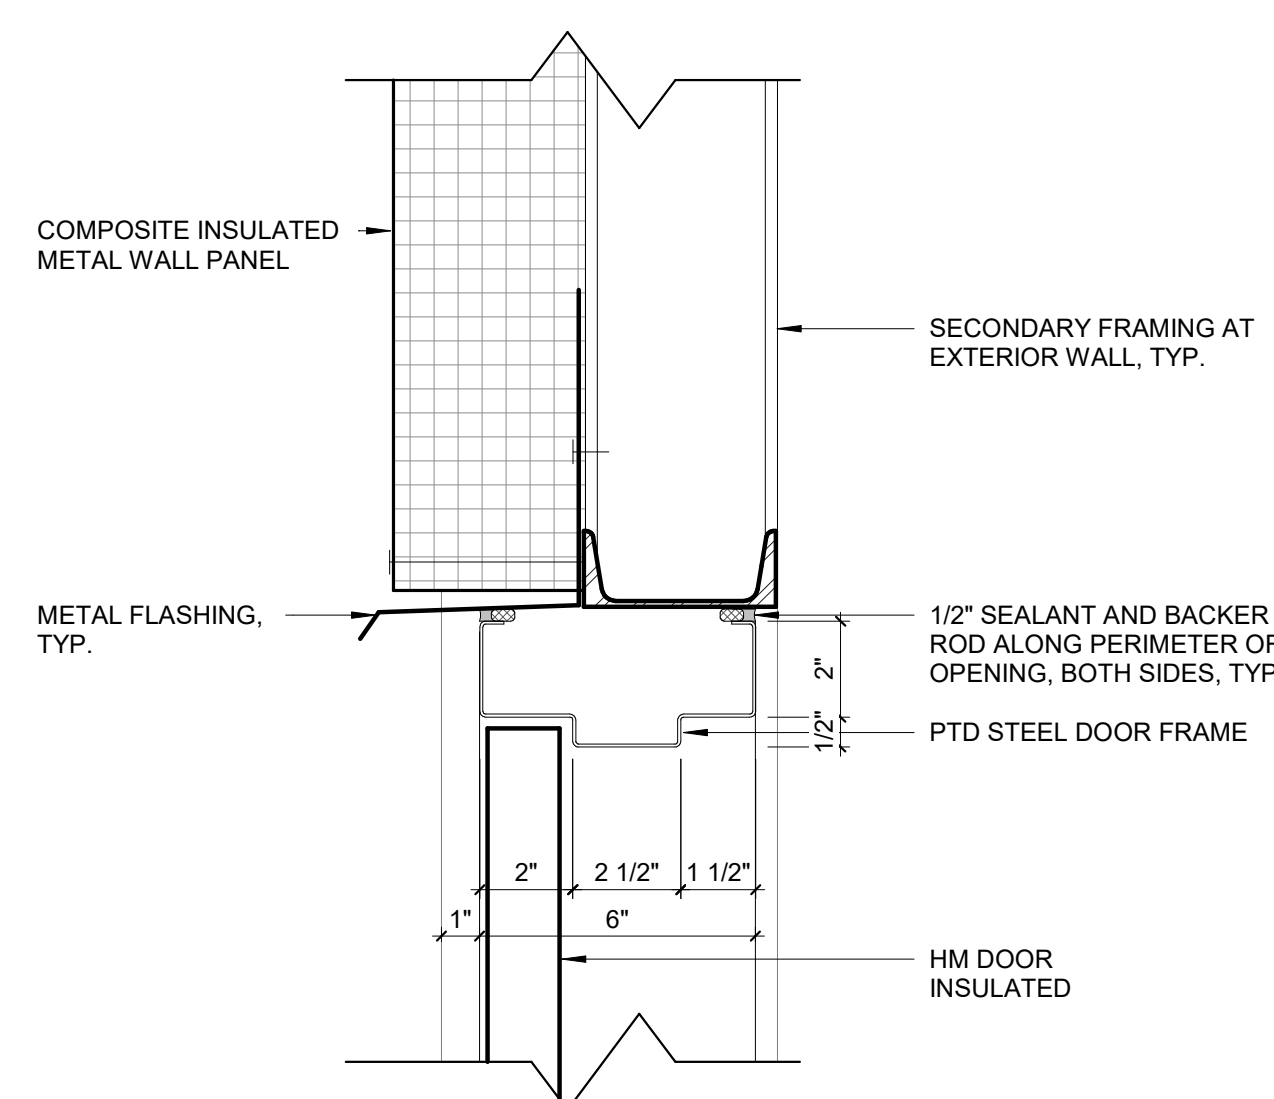 COMPOSITE INSULATED
METAL WALL PANEL
SECONDARY FRAMING AT
EXTERIOR WALL, TYP.
METAL FLASHING,
TYP.
1/2" SEALANT AND BACKER
ROD ALONG PERIMETER OF
OPENING, BOTH SIDES, TYP
2"
1/2"
PTD STEEL DOOR FRAME
2" 2 1/2" 1 1/2"
1" 6"
HM DOOR
INSULATED